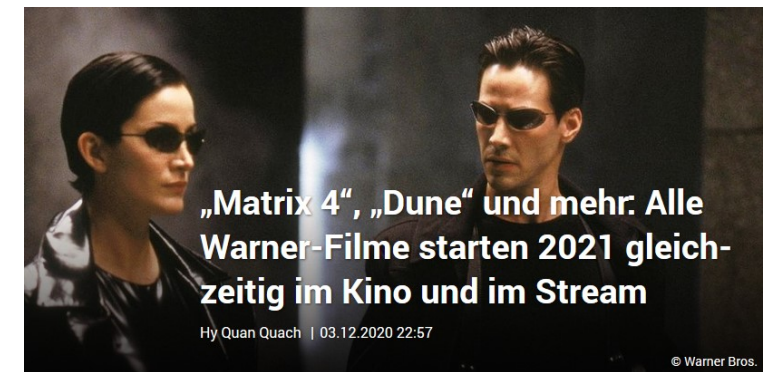 „Matrix 4“, „Dune“ und mehr: Alle
Warner-Filme starten 2021 gleich-
zeitig im Kino und im Stream
Hy Quan Quach | 03.12.2020 22:57
© Warner Bros.